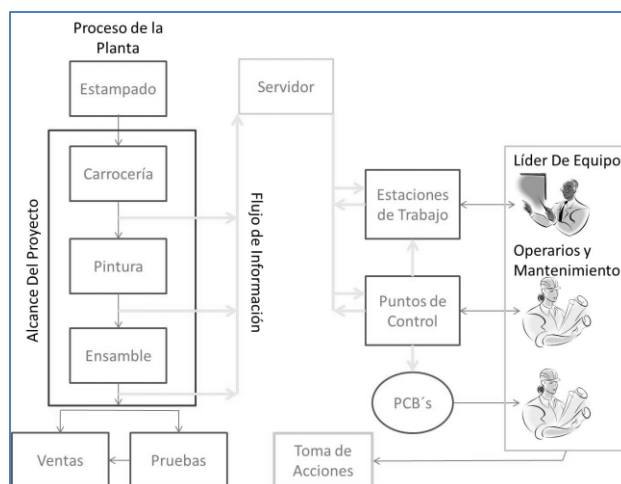 Proceso de la
Planta
Estampado
Servidor
Alcance Del Proyecto
Carrocería
Pintura
Ensamble
Flujo de Información
Estaciones
de Trabajo
Puntos de
Control
PCB´s
Líder De Equipo
Operarios y
Mantenimiento
Ventas
Pruebas
Toma de
Acciones